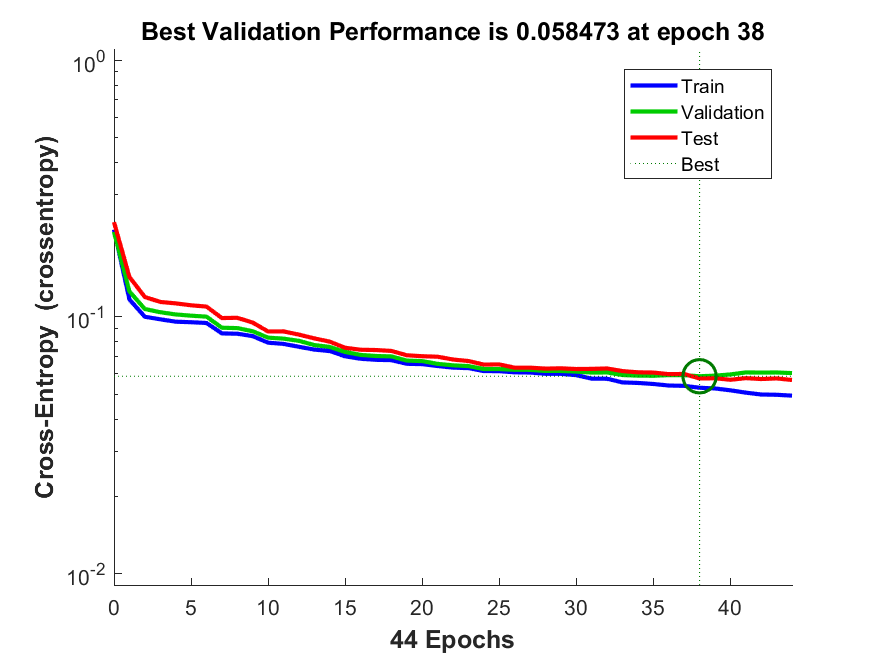 Best Validation Performance is 0.058473 at epoch 38
Cross-Entropy  (crossentropy)
10^0
10^-1
10^-2
Train
Validation
Test
Best
0 5 10 15 20 25 30 35 40
44 Epochs